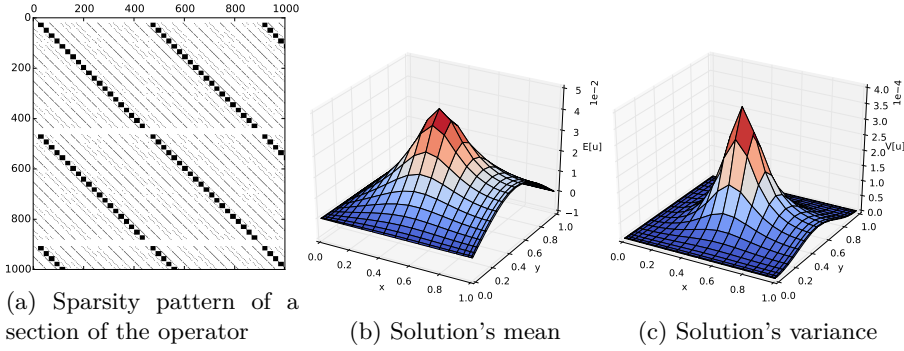 0 200 400 600 800 1000
0
200
400
600
800
1000
1e−2
5
4
3
E[u]
2
1
0
−1
0.0 0.2 0.4 0.6 0.8 1.0
x
0.0 0.2 0.4 0.6 0.8 1.0
y
1e−4
4.0
3.5
3.0
2.5
V[u]
2.0
1.5
1.0
0.5
0.0
0.0 0.2 0.4 0.6 0.8 1.0
x
0.0 0.2 0.4 0.6 0.8 1.0
y
(a) Sparsity pattern of a
section of the operator
(b) Solution's mean
(c) Solution's variance